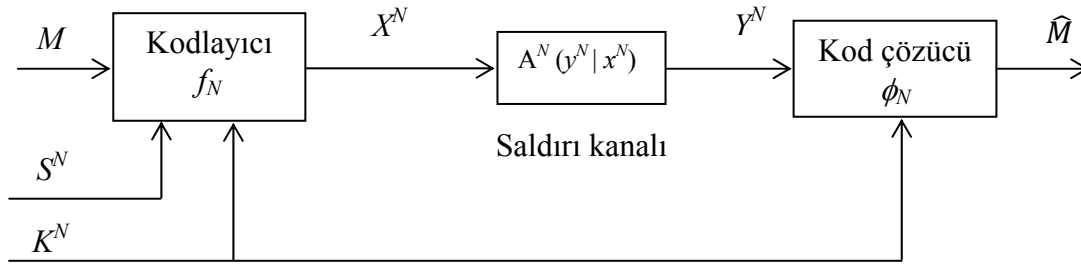 M
Kodlayıcı
f_N
X^N
A^N (y^N | x^N)
Saldırı kanalı
Y^N
Kod çözücü
ϕ_N
M̂
S^N
K^N